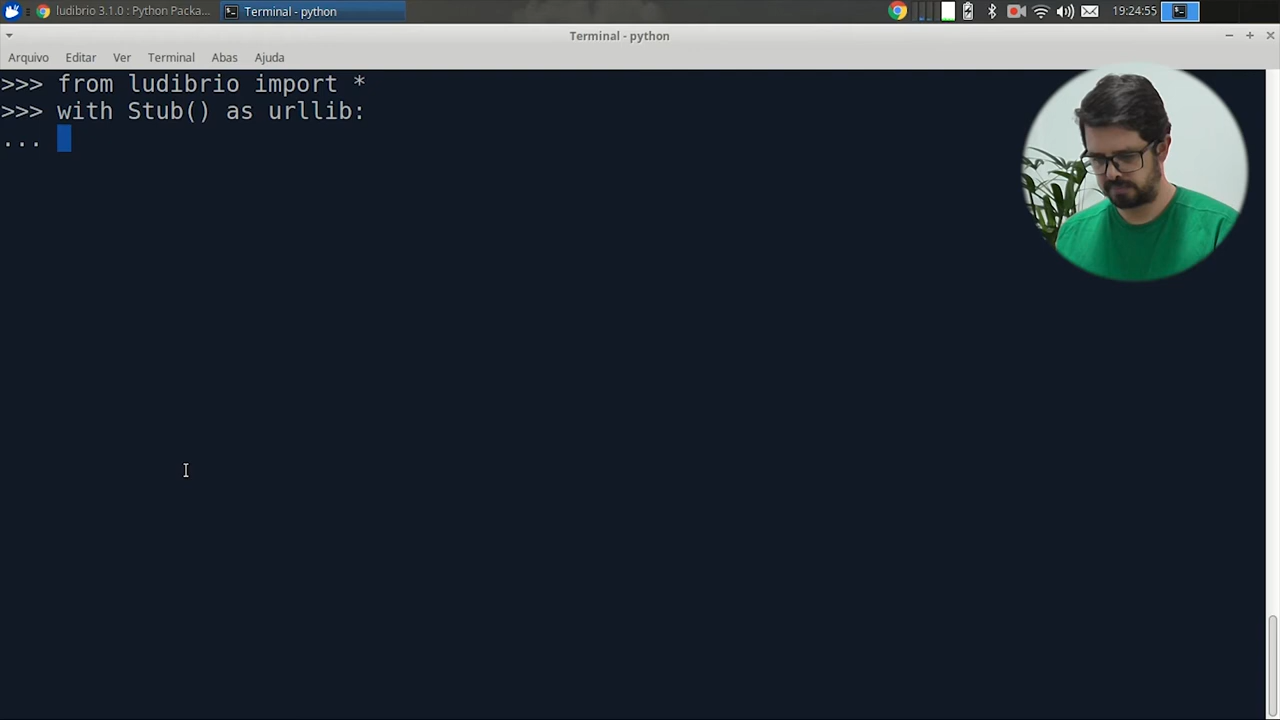 ludibrio 3.1.0 : Python Packa...
Terminal - python
19:24:55
Terminal - python
Arquivo Editar Ver Terminal Abas Ajuda
>>> from ludibrio import *
>>> with Stub() as urllib:
...